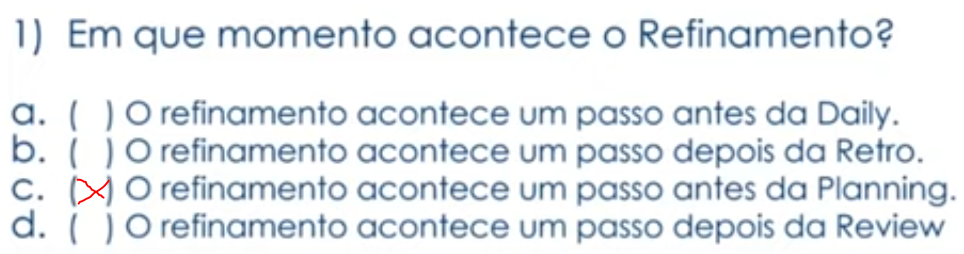 1) Em que momento acontece o Refinamento?
a. ( ) O refinamento acontece um passo antes da Daily.
b. ( ) O refinamento acontece um passo depois da Retro.
c. (X) O refinamento acontece um passo antes da Planning.
d. ( ) O refinamento acontece um passo depois da Review